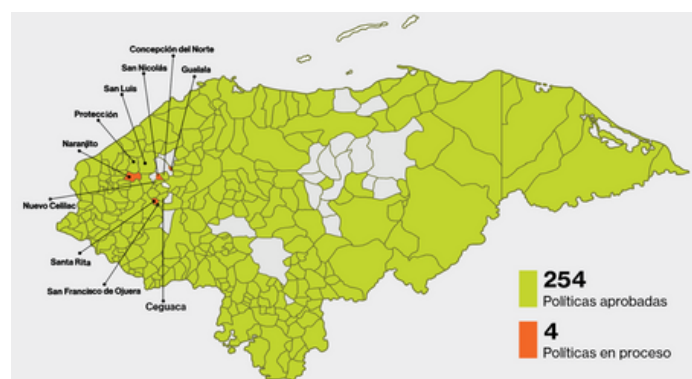 Concepción del Norte
San Nicolás
Gualala
San Luis
Protección
Naranjito
Nuevo Celilac
Santa Rita
San Francisco de Ojuera
Ceguaca
254
Políticas aprobadas
4
Políticas en proceso